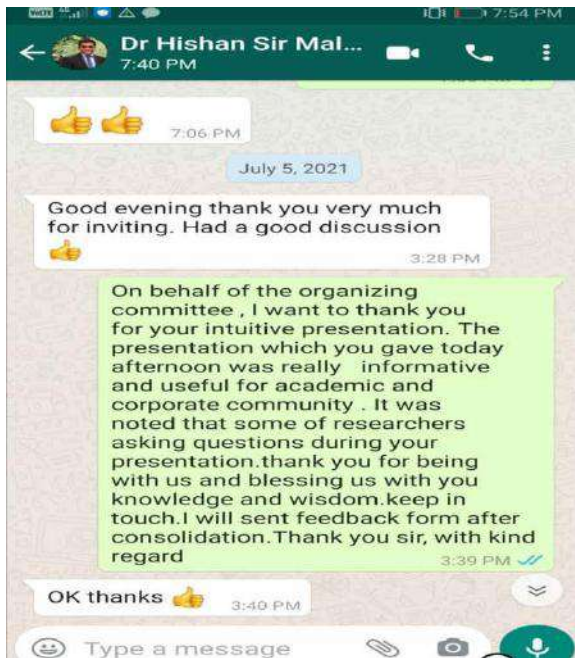 VoLTE 4G 7:54 PM
Dr Hishan Sir Mal...
7:40 PM
👍👍 7:06 PM
July 5, 2021
Good evening thank you very much
for inviting. Had a good discussion
👍 3:28 PM
On behalf of the organizing
committee , I want to thank you
for your intuitive presentation. The
presentation which you gave today
afternoon was really informative
and useful for academic and
corporate community . It was
noted that some of researchers
asking questions during your
presentation.thank you for being
with us and blessing us with you
knowledge and wisdom.keep in
touch.I will sent feedback form after
consolidation.Thank you sir, with kind
regard 3:39 PM
OK thanks 👍 3:40 PM
Type a message